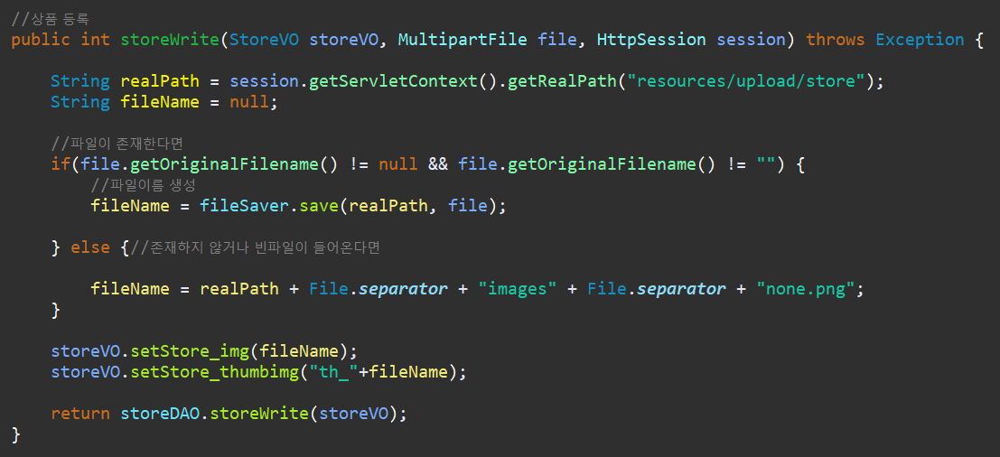 //상품 등록
public int storeWrite(StoreVO storeVO, MultipartFile file, HttpSession session) throws Exception {
String realPath = session.getServletContext().getRealPath("resources/upload/store");
String fileName = null;
//파일이 존재한다면
if(file.getOriginalFilename() != null && file.getOriginalFilename() != "") {
//파일이름 생성
fileName = fileSaver.save(realPath, file);
} else {//존재하지 않거나 빈파일이 들어온다면
fileName = realPath + File.separator + "images" + File.separator + "none.png";
}
storeVO.setStore_img(fileName);
storeVO.setStore_thumbimg("th_"+fileName);
return storeDAO.storeWrite(storeVO);
}